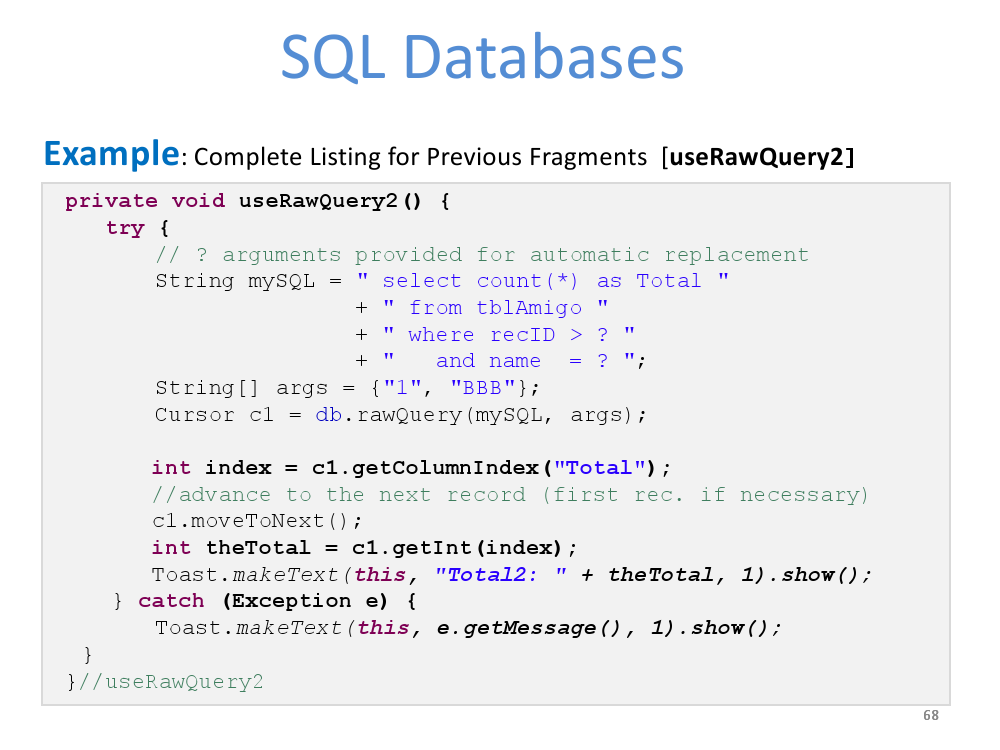 SQL Databases
Example: Complete Listing for Previous Fragments [useRawQuery2]
private void useRawQuery2() {
try {
// ? arguments provided for automatic replacement
String mySQL = " select count(*) as Total "
+ " from tblAmigo "
+ " where recID > ? "
+ "   and name  = ? ";
String[] args = {"1", "BBB"};
Cursor c1 = db.rawQuery(mySQL, args);
int index = c1.getColumnIndex("Total");
//advance to the next record (first rec. if necessary)
c1.moveToNext();
int theTotal = c1.getInt(index);
Toast.makeText(this, "Total2: " + theTotal, 1).show();
} catch (Exception e) {
Toast.makeText(this, e.getMessage(), 1).show();
}
}//useRawQuery2
68